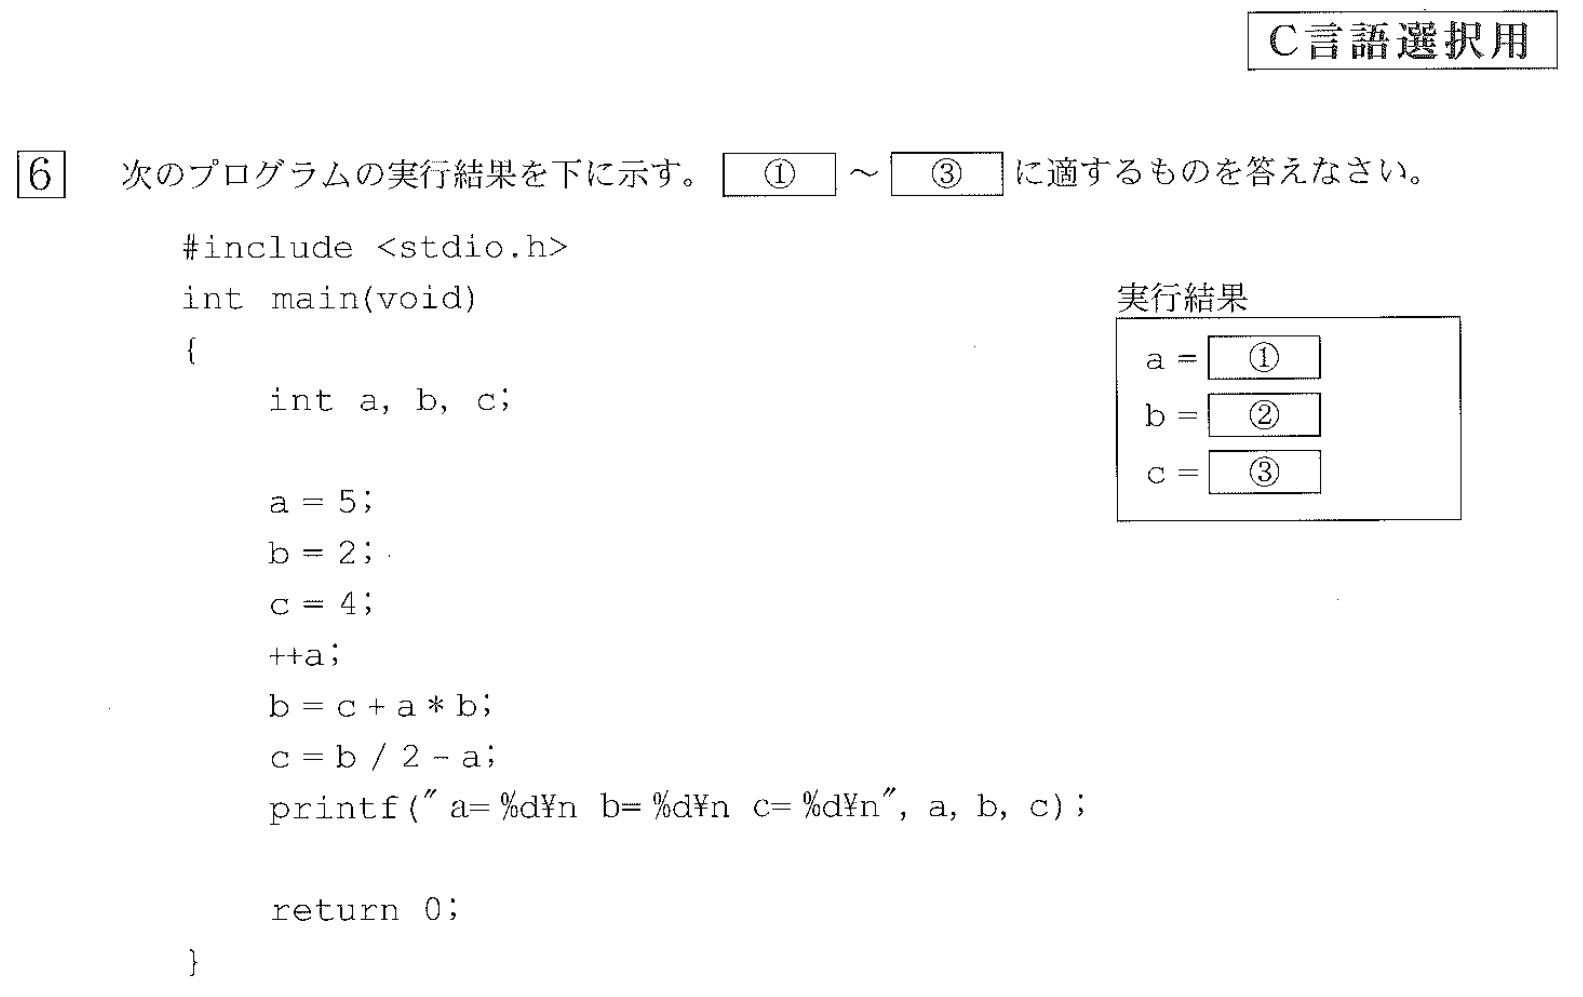 C言語選択用
6 次のプログラムの実行結果を下に示す。 ① ～ ③ に適するものを答えなさい。
#include <stdio.h>
int main(void)
{
int a, b, c;
a = 5;
b = 2;
c = 4;
++a;
b = c + a * b;
c = b / 2 - a;
printf("a= %d¥n b= %d¥n c= %d¥n", a, b, c);
return 0;
}
実行結果
a = ①
b = ②
c = ③